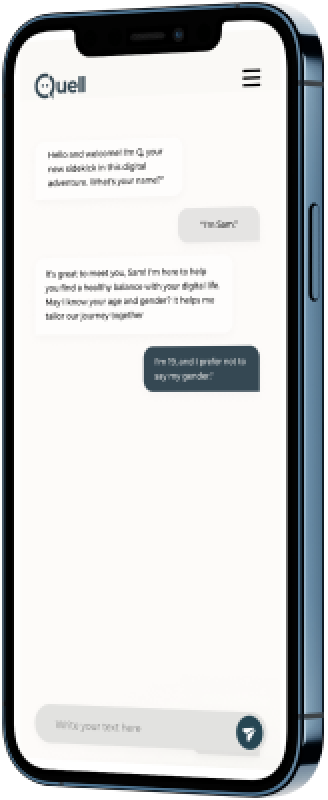 Quell
Hello and welcome! I'm Q, your
new sidekick in this digital
adventure. What's your name?"
"I'm Sam."
It's great to meet you, Sam! I'm here to help
you find a healthy balance with your digital life.
May I know your age and gender? It helps me
tailor our journey together
I'm 19, and I prefer not to
say my gender."
Write your text here